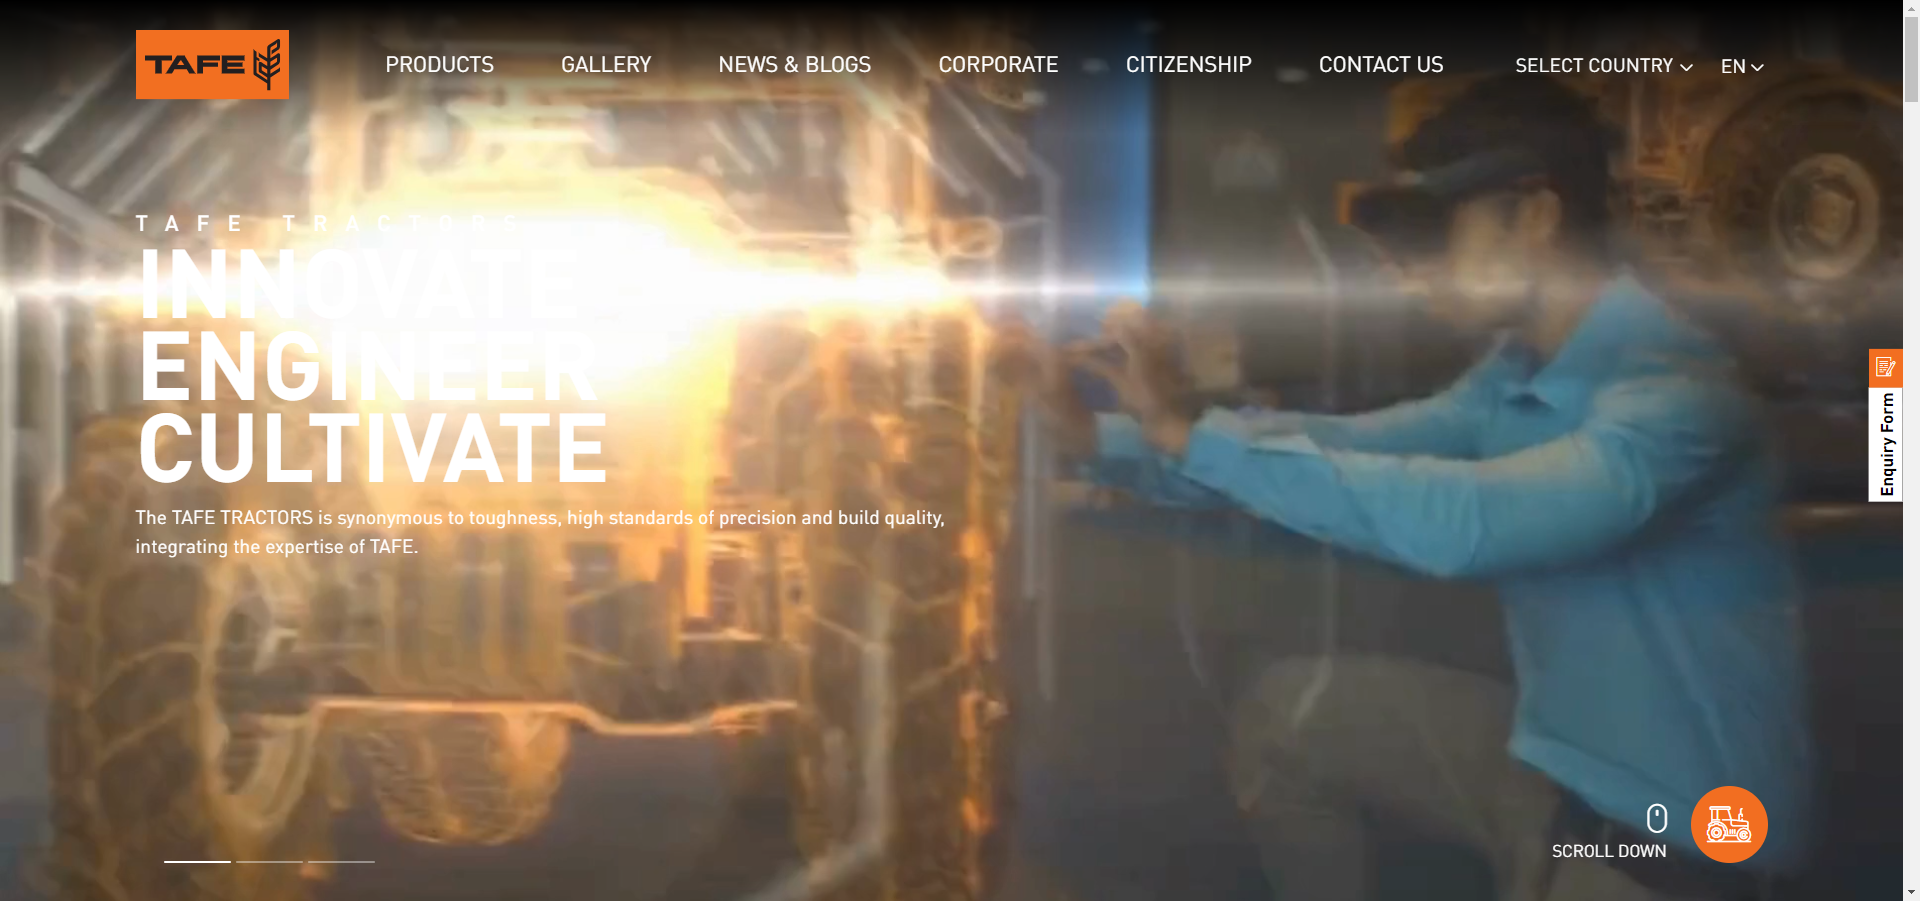 TAFE
PRODUCTS
GALLERY
NEWS & BLOGS
CORPORATE
CITIZENSHIP
CONTACT US
SELECT COUNTRY
EN
TAFE TRACTORS
INNOVATE
ENGINEER
CULTIVATE
The TAFE TRACTORS is synonymous to toughness, high standards of precision and build quality,
integrating the expertise of TAFE.
Enquiry Form
SCROLL DOWN